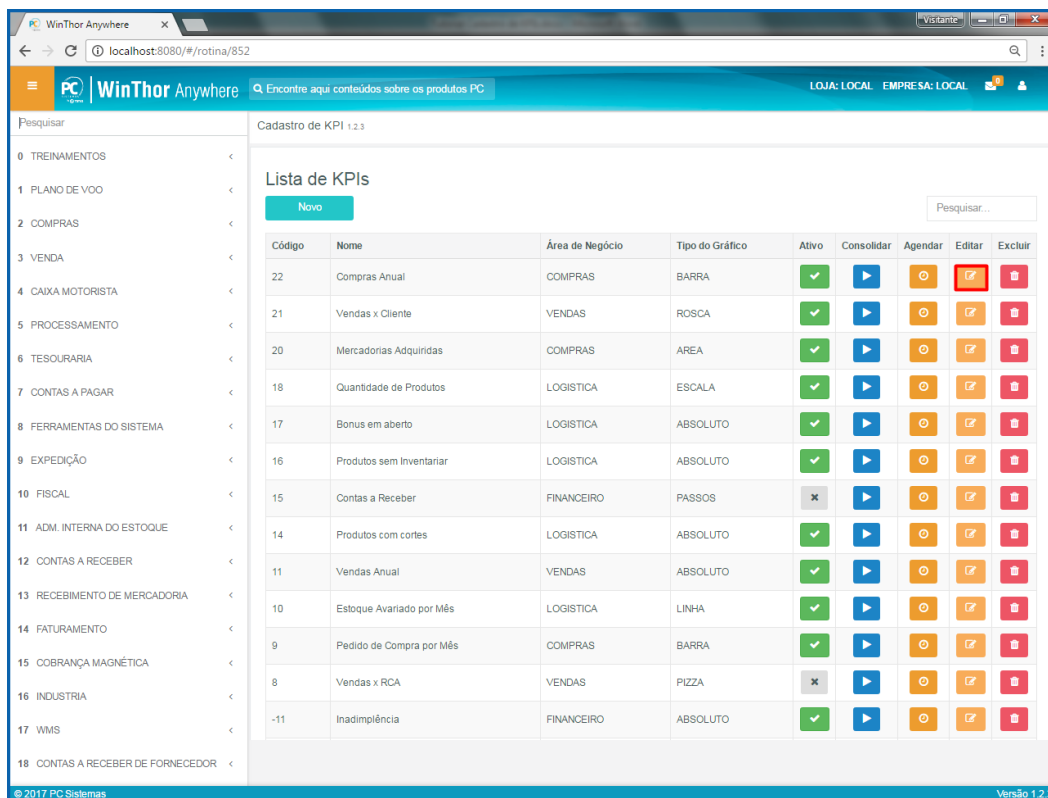 WinThor Anywhere
Visitante
localhost:8080/#/rotina/852
PC WinThor Anywhere
Encontre aqui conteúdos sobre os produtos PC
LOJA: LOCAL EMPRESA: LOCAL
0
Pesquisar
0 TREINAMENTOS
1 PLANO DE VOO
2 COMPRAS
3 VENDA
4 CAIXA MOTORISTA
5 PROCESSAMENTO
6 TESOURARIA
7 CONTAS A PAGAR
8 FERRAMENTAS DO SISTEMA
9 EXPEDIÇÃO
10 FISCAL
11 ADM. INTERNA DO ESTOQUE
12 CONTAS A RECEBER
13 RECEBIMENTO DE MERCADORIA
14 FATURAMENTO
15 COBRANÇA MAGNÉTICA
16 INDUSTRIA
17 WMS
18 CONTAS A RECEBER DE FORNECEDOR
Cadastro de KPI 1.2.3
Lista de KPIs
Novo
Pesquisar...
Código Nome Área de Negócio Tipo do Gráfico Ativo Consolidar Agendar Editar Excluir
22 Compras Anual COMPRAS BARRA
21 Vendas x Cliente VENDAS ROSCA
20 Mercadorias Adquiridas COMPRAS AREA
18 Quantidade de Produtos LOGISTICA ESCALA
17 Bonus em aberto LOGISTICA ABSOLUTO
16 Produtos sem Inventariar LOGISTICA ABSOLUTO
15 Contas a Receber FINANCEIRO PASSOS
14 Produtos com cortes LOGISTICA ABSOLUTO
11 Vendas Anual VENDAS ABSOLUTO
10 Estoque Avariado por Mês LOGISTICA LINHA
9 Pedido de Compra por Mês COMPRAS BARRA
8 Vendas x RCA VENDAS PIZZA
-11 Inadimplência FINANCEIRO ABSOLUTO
© 2017 PC Sistemas
Versão 1.2.